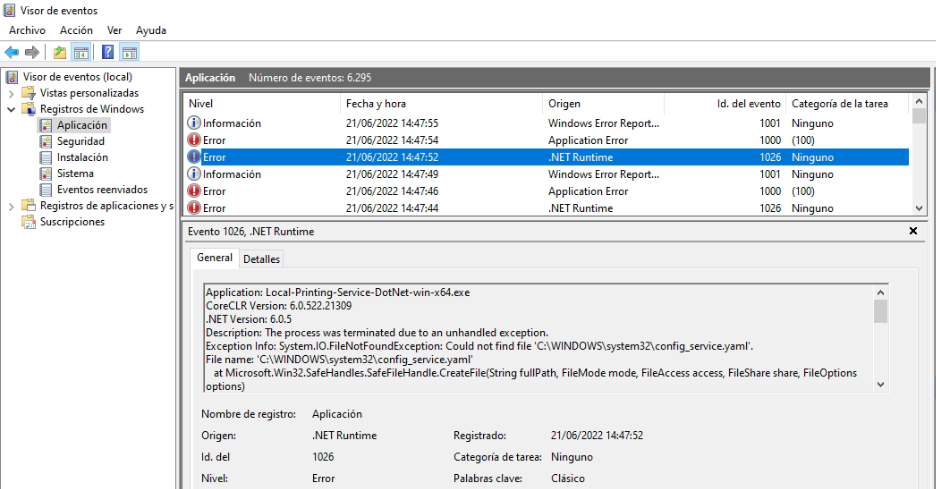 Visor de eventos
Archivo Acción Ver Ayuda
Visor de eventos (local)
Vistas personalizadas
Registros de Windows
Aplicación
Seguridad
Instalación
Sistema
Eventos reenviados
Registros de aplicaciones y s
Suscripciones
Aplicación Número de eventos: 6.295
Nivel Fecha y hora Origen Id. del evento Categoría de la tarea
Información 21/06/2022 14:47:55 Windows Error Report... 1001 Ninguno
Error 21/06/2022 14:47:54 Application Error 1000 (100)
Error 21/06/2022 14:47:52 .NET Runtime 1026 Ninguno
Información 21/06/2022 14:47:49 Windows Error Report... 1001 Ninguno
Error 21/06/2022 14:47:46 Application Error 1000 (100)
Error 21/06/2022 14:47:44 .NET Runtime 1026 Ninguno
Evento 1026, .NET Runtime
General Detalles
Application: Local-Printing-Service-DotNet-win-x64.exe
CoreCLR Version: 6.0.522.21309
.NET Version: 6.0.5
Description: The process was terminated due to an unhandled exception.
Exception Info: System.IO.FileNotFoundException: Could not find file 'C:\WINDOWS\system32\config_service.yaml'.
File name: 'C:\WINDOWS\system32\config_service.yaml'
at Microsoft.Win32.SafeHandles.SafeFileHandle.CreateFile(String fullPath, FileMode mode, FileAccess access, FileShare share, FileOptions
options)
Nombre de registro: Aplicación
Origen: .NET Runtime Registrado: 21/06/2022 14:47:52
Id. del 1026 Categoría de tarea: Ninguno
Nivel: Error Palabras clave: Clásico